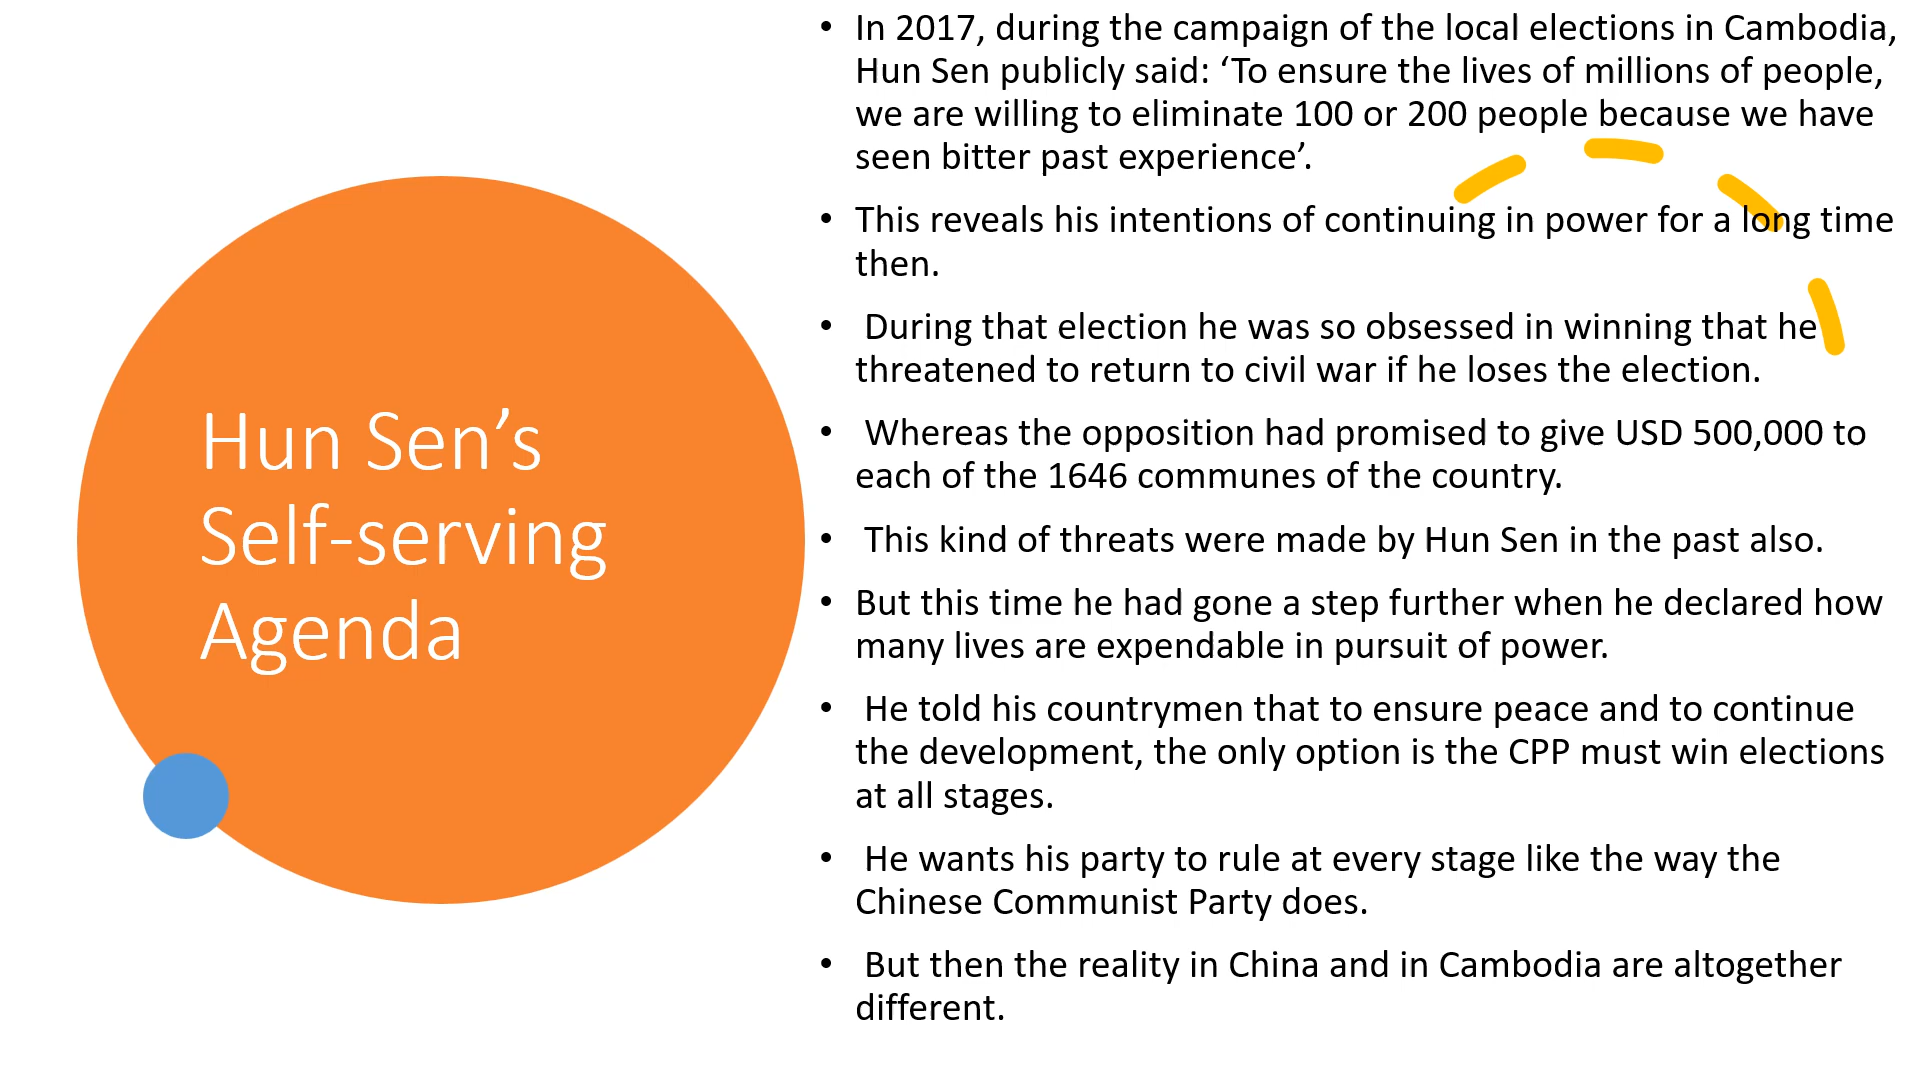 Hun Sen’s
Self-serving
Agenda
• In 2017, during the campaign of the local elections in Cambodia,
Hun Sen publicly said: ‘To ensure the lives of millions of people,
we are willing to eliminate 100 or 200 people because we have
seen bitter past experience’.
• This reveals his intentions of continuing in power for a long time
then.
• During that election he was so obsessed in winning that he
threatened to return to civil war if he loses the election.
• Whereas the opposition had promised to give USD 500,000 to
each of the 1646 communes of the country.
• This kind of threats were made by Hun Sen in the past also.
• But this time he had gone a step further when he declared how
many lives are expendable in pursuit of power.
• He told his countrymen that to ensure peace and to continue
the development, the only option is the CPP must win elections
at all stages.
• He wants his party to rule at every stage like the way the
Chinese Communist Party does.
• But then the reality in China and in Cambodia are altogether
different.